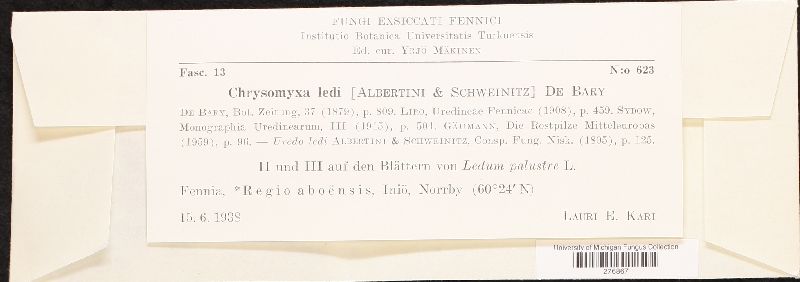 FUNGI EXSICCATI FENNICI
Instituto Botanica Universitatis Turkuensis
Ed. cur. YRJÖ MÄKINEN
Fasc. 13 N:o 623
Chrysomyxa ledi [ALBERTINI & SCHWEINITZ] DE BARY
DE BARY, Bot. Zeitung, 37 (1879), p. 809. LIRO, Uredineae Fennicae (1908), p. 459. SYDOW,
Monographia Uredinearum, III (1915), p. 504. GÄUMANN, Die Rostpilze Mitteleuropas
(1959), p. 96. — Uredo ledi ALBERTINI & SCHWEINITZ, Consp. Fung. Nisk. (1805), p. 125.
II und III auf den Blättern von Ledum palustre L.
Fennia, *Regio aboënsis, Iniö, Norrby (60°24′ N)
15. 6. 1938 LAURI E. KARI
University of Michigan Fungus Collection
276867